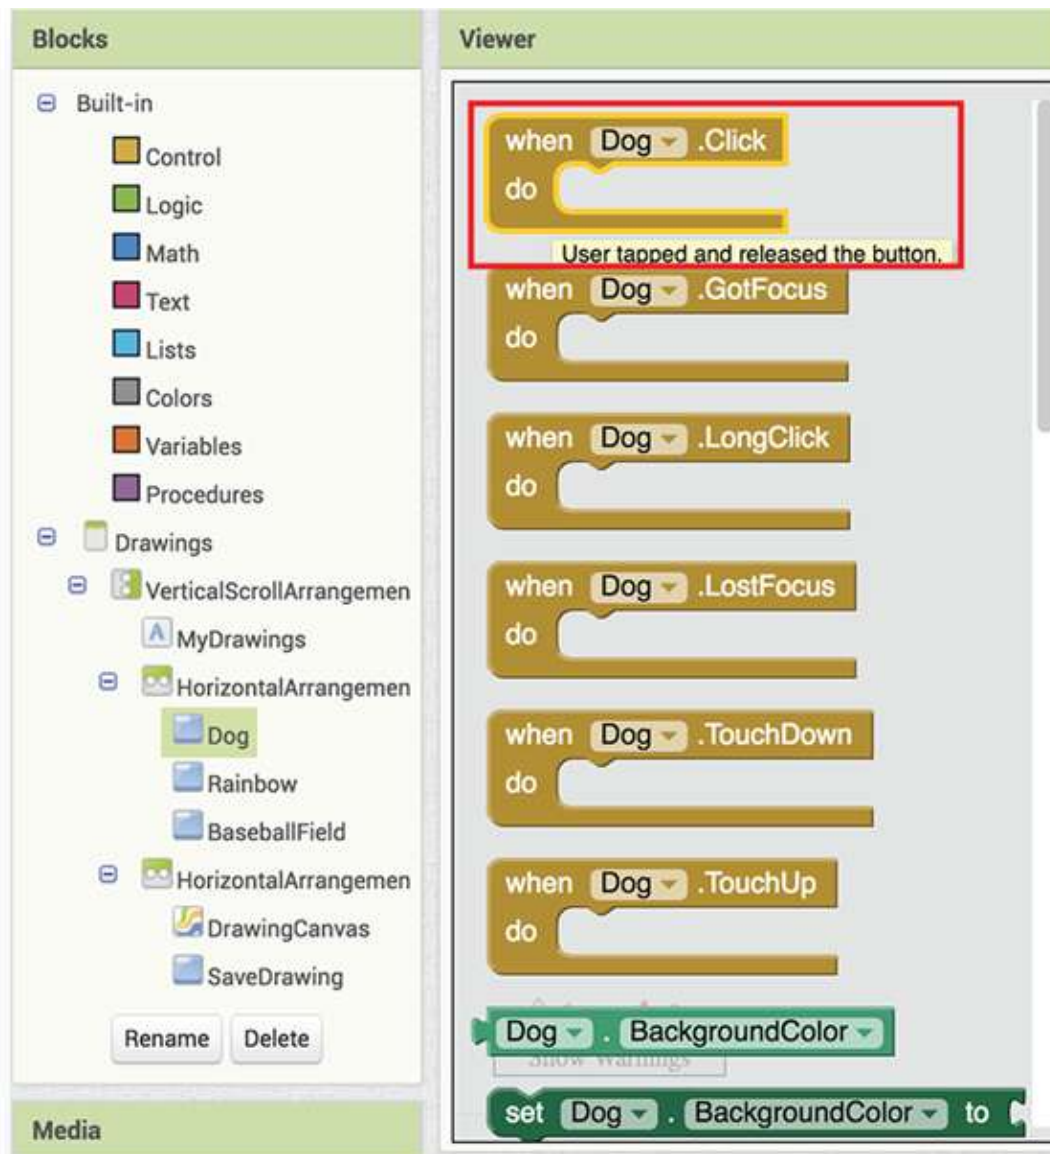 Blocks
Built-in
Control
Logic
Math
Text
Lists
Colors
Variables
Procedures
Drawings
VerticalScrollArrangemen
MyDrawings
HorizontalArrangemen
Dog
Rainbow
BaseballField
HorizontalArrangemen
DrawingCanvas
SaveDrawing
Rename Delete
Media
Viewer
when Dog .Click
do
User tapped and released the button.
when Dog .GotFocus
do
when Dog .LongClick
do
when Dog .LostFocus
do
when Dog .TouchDown
do
when Dog .TouchUp
do
Dog . BackgroundColor
Show Warnings
set Dog . BackgroundColor to